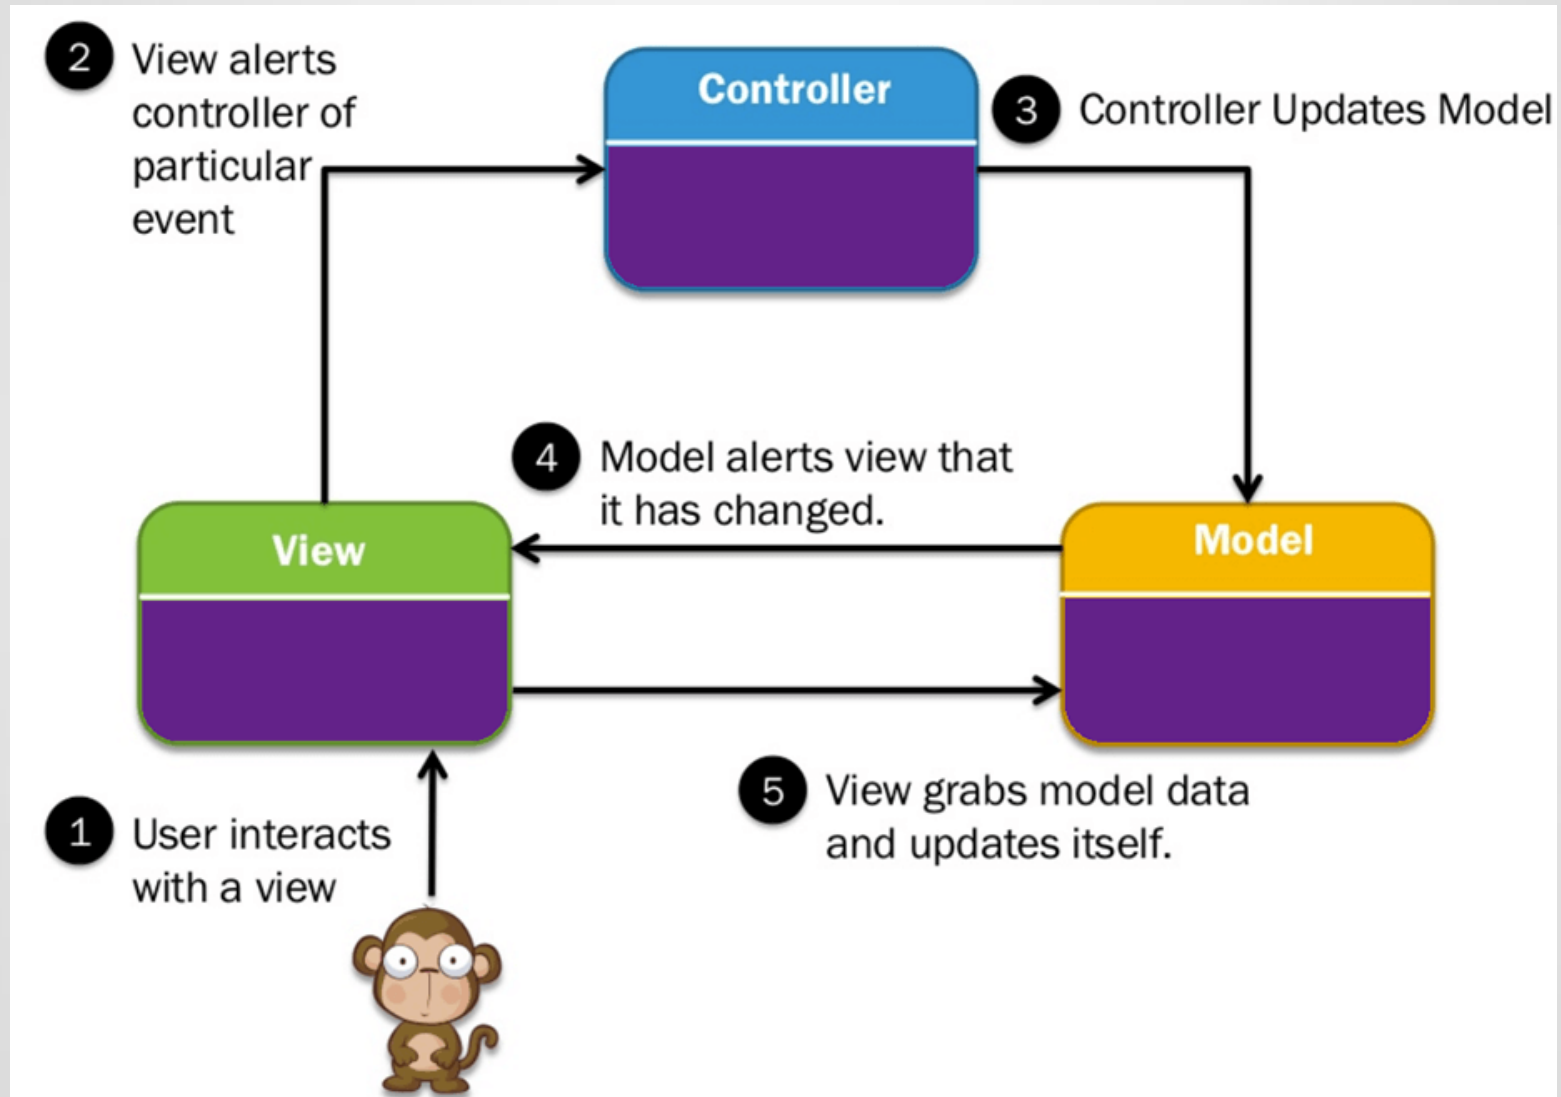 2
View alerts
controller of
particular
event
Controller
3
Controller Updates Model
4
Model alerts view that
it has changed.
View
Model
5
View grabs model data
and updates itself.
1
User interacts
with a view